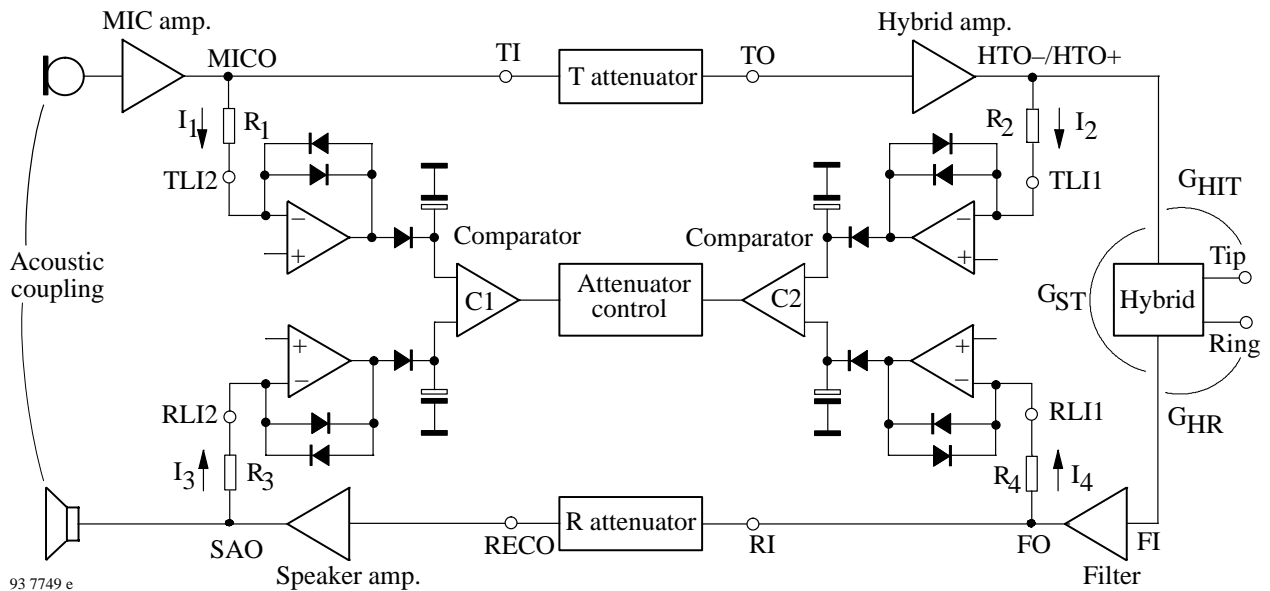 MIC amp.
Hybrid amp.
MICO
TI
TO
HTO–/HTO+
T attenuator
I1
R1
R2
I2
TLI2
TLI1
GHIT
–
+
–
+
Comparator
Comparator
Acoustic
coupling
C1
Attenuator
control
C2
GST
Hybrid
Tip
Ring
+
–
+
–
RLI2
RLI1
GHR
I3
R3
R4
I4
R attenuator
SAO
RECO
RI
FO
FI
Speaker amp.
Filter
93 7749 e